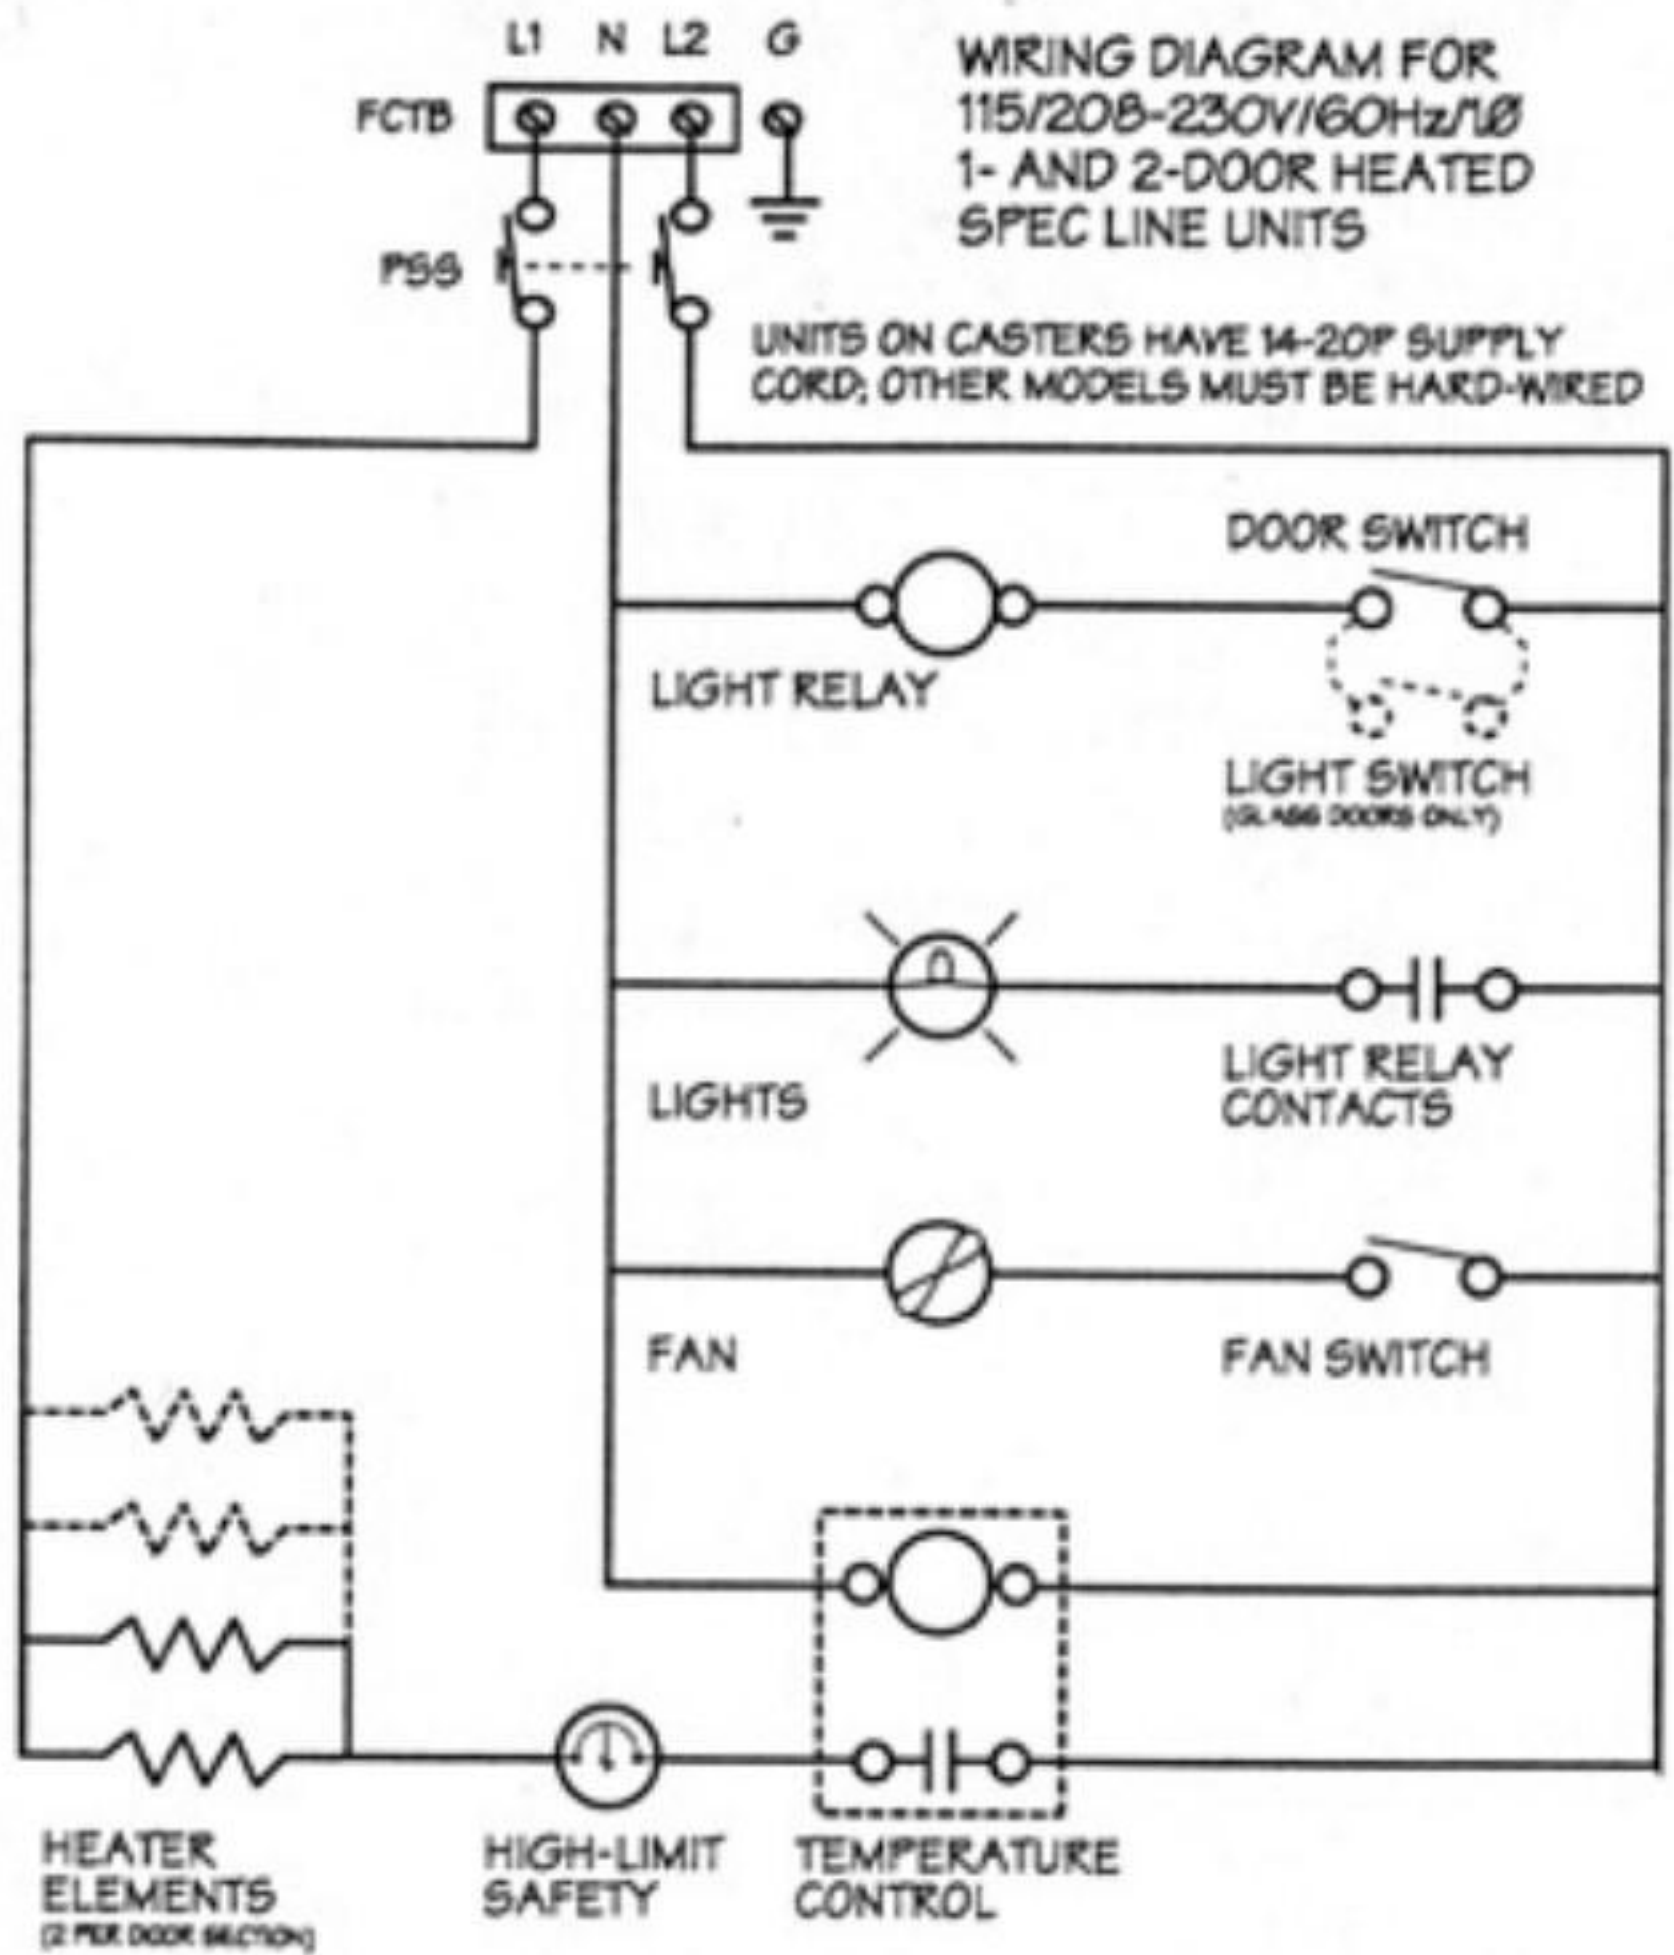 L1 N L2 G
FCTB
WIRING DIAGRAM FOR
115/208-230V/60Hz/1Ø
1- AND 2-DOOR HEATED
SPEC LINE UNITS
PSS
UNITS ON CASTERS HAVE 14-20P SUPPLY
CORD; OTHER MODELS MUST BE HARD-WIRED
DOOR SWITCH
LIGHT RELAY
LIGHT SWITCH
(GLASS DOORS ONLY)
LIGHTS
LIGHT RELAY
CONTACTS
FAN
FAN SWITCH
HEATER
ELEMENTS
(2 PER DOOR SECTION)
HIGH-LIMIT
SAFETY
TEMPERATURE
CONTROL